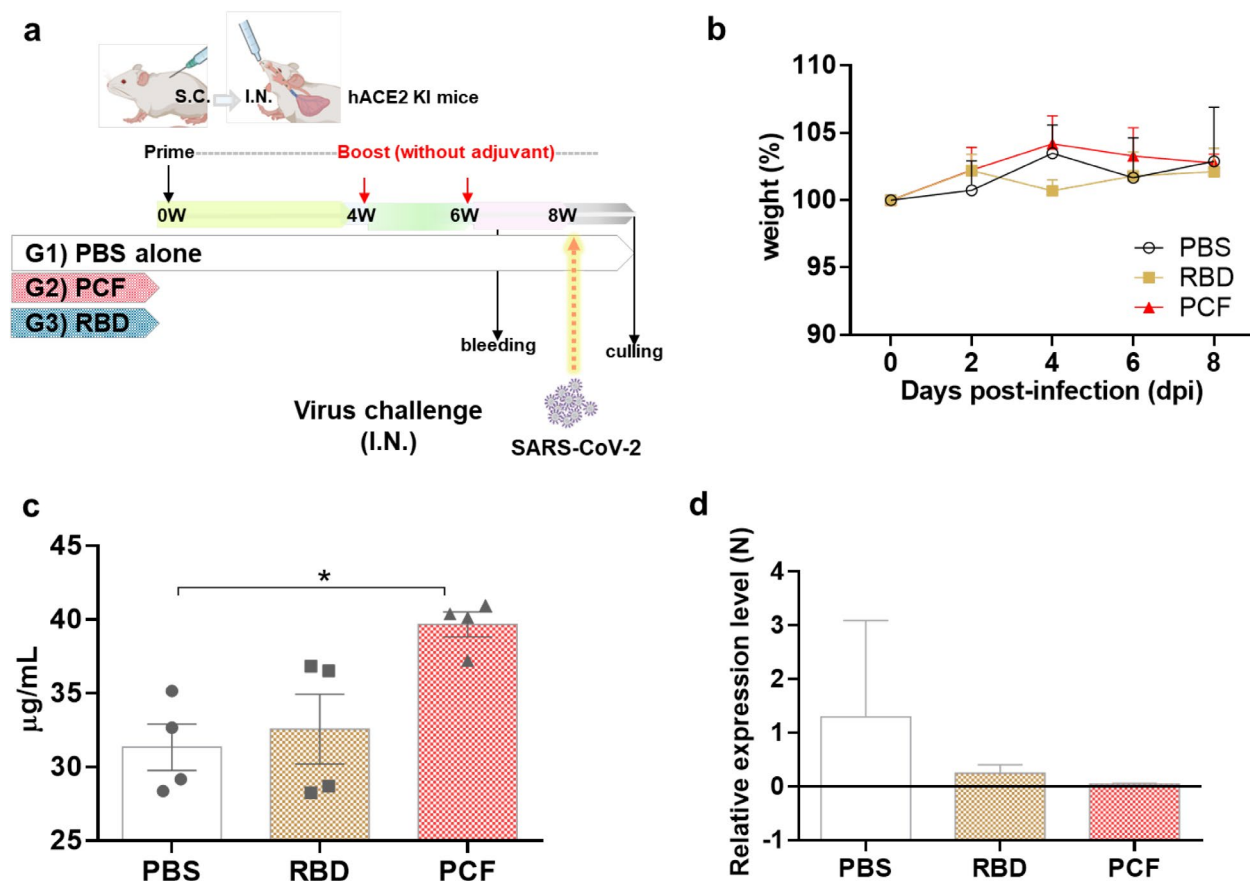 a
S.C.
I.N.
hACE2 KI mice
Prime
Boost (without adjuvant)
0W
4W
6W
8W
G1) PBS alone
G2) PCF
G3) RBD
bleeding
culling
Virus challenge
(I.N.)
SARS-CoV-2
b
weight (%)
110
105
100
95
90
PBS
RBD
PCF
0 2 4 6 8
Days post-infection (dpi)
c
μg/mL
45
40
35
30
25
*
PBS RBD PCF
d
Relative expression level (N)
4
3
2
1
0
-1
PBS RBD PCF